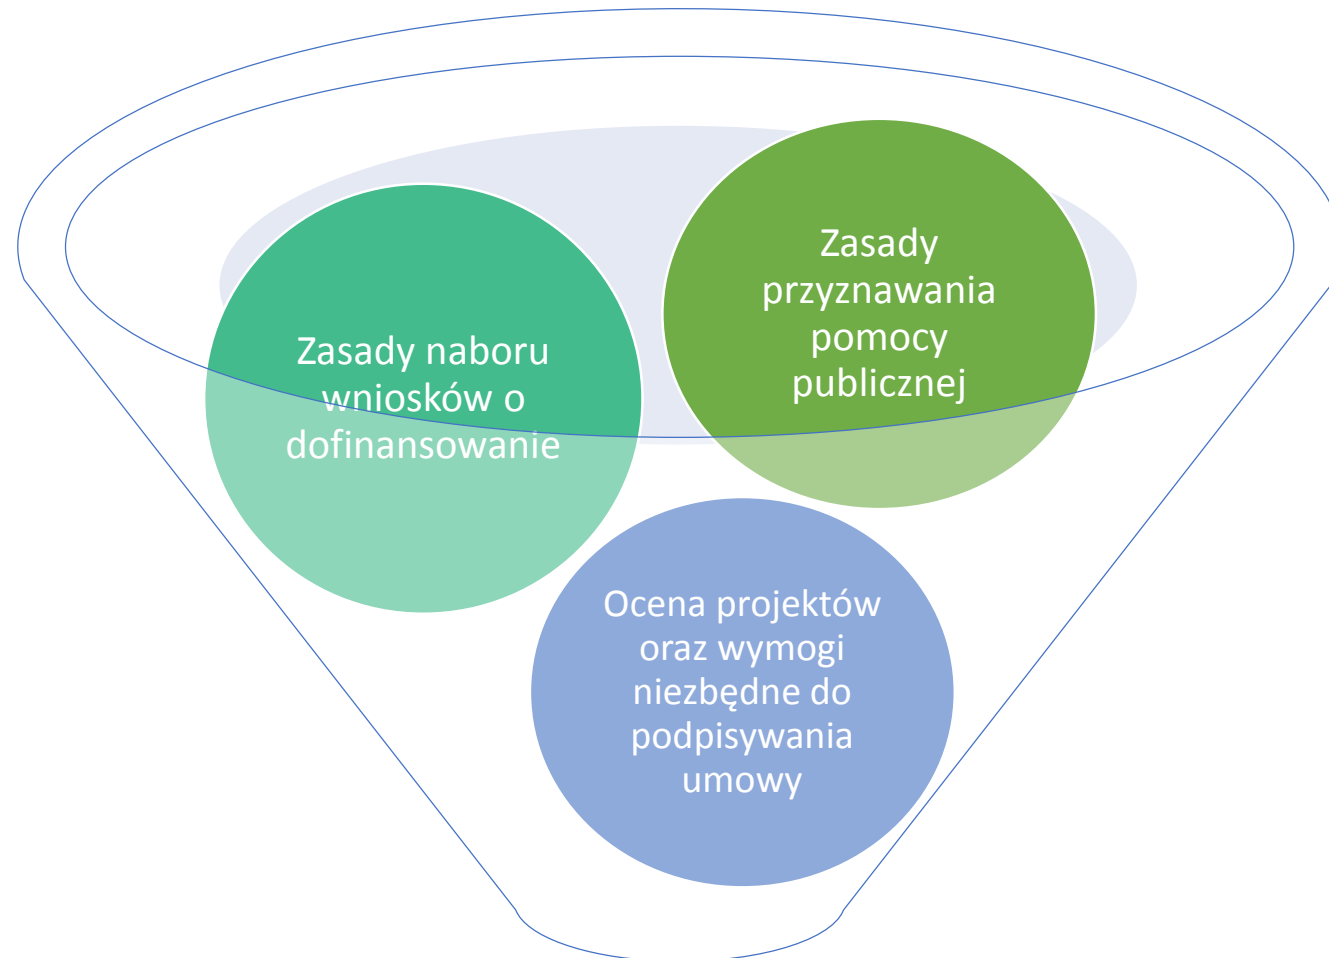 Zasady naboru
wniosków o
dofinansowanie
Zasady
przyznawania
pomocy
publicznej
Ocena projektów
oraz wymogi
niezbędne do
podpisywania
umowy